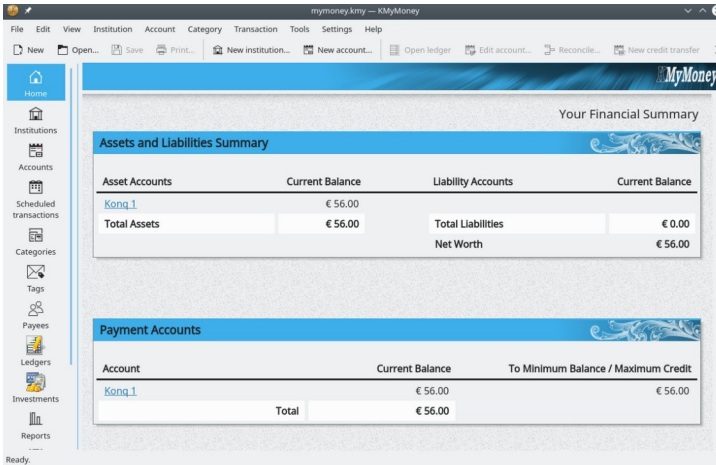 mymoney.kmy — KMyMoney
File Edit View Institution Account Category Transaction Tools Settings Help
New Open... Save Print... New institution... New account... Open ledger Edit account... Reconcile... New credit transfer
KMyMoney
Home
Institutions
Accounts
Scheduled
transactions
Categories
Tags
Payees
Ledgers
Investments
Reports
Your Financial Summary
Assets and Liabilities Summary
Asset Accounts Current Balance Liability Accounts Current Balance
Konq 1 € 56.00
Total Assets € 56.00 Total Liabilities € 0.00
Net Worth € 56.00
Payment Accounts
Account Current Balance To Minimum Balance / Maximum Credit
Konq 1 € 56.00 € 56.00
Total € 56.00
Ready.